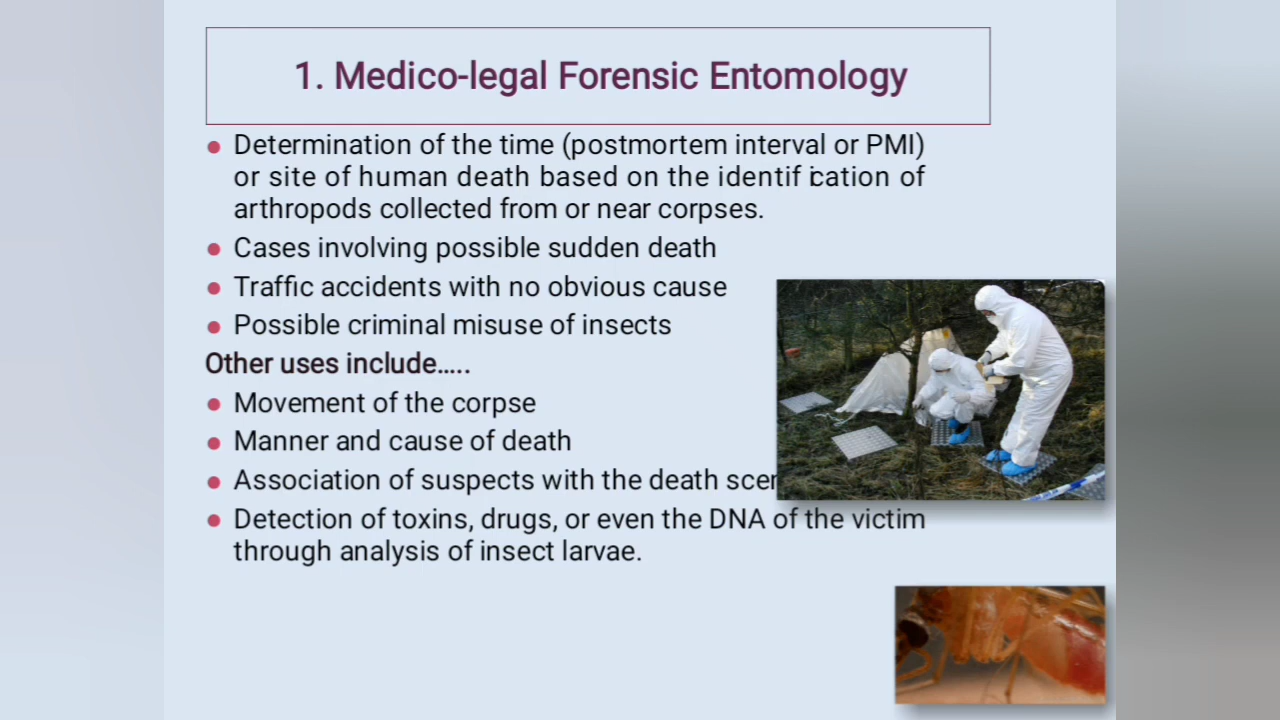 1. Medico-legal Forensic Entomology
● Determination of the time (postmortem interval or PMI)
or site of human death based on the identification of
arthropods collected from or near corpses.
● Cases involving possible sudden death
● Traffic accidents with no obvious cause
● Possible criminal misuse of insects
Other uses include…..
● Movement of the corpse
● Manner and cause of death
● Association of suspects with the death
● Detection of toxins, drugs, or even the DNA of the victim
through analysis of insect larvae.